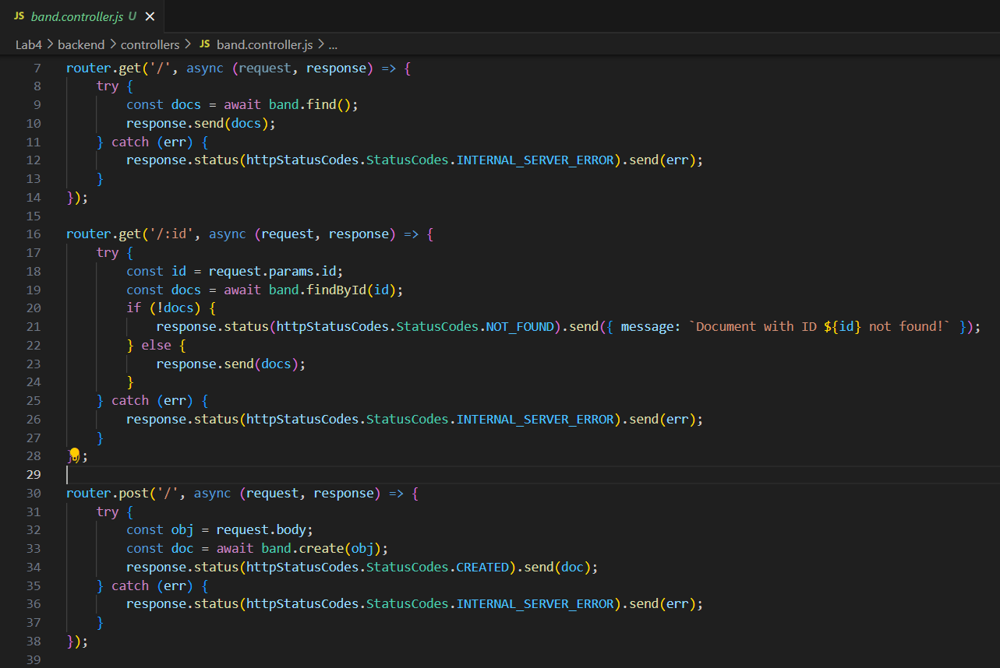 JS band.controller.js U ✕
Lab4 > backend > controllers > JS band.controller.js > ...
7 router.get('/', async (request, response) => {
8     try {
9         const docs = await band.find();
10         response.send(docs);
11     } catch (err) {
12         response.status(httpStatusCodes.StatusCodes.INTERNAL_SERVER_ERROR).send(err);
13     }
14 });
15
16 router.get('/:id', async (request, response) => {
17     try {
18         const id = request.params.id;
19         const docs = await band.findById(id);
20         if (!docs) {
21             response.status(httpStatusCodes.StatusCodes.NOT_FOUND).send({ message: `Document with ID ${id} not found!` });
22         } else {
23             response.send(docs);
24         }
25     } catch (err) {
26         response.status(httpStatusCodes.StatusCodes.INTERNAL_SERVER_ERROR).send(err);
27     }
28 });
29
30 router.post('/', async (request, response) => {
31     try {
32         const obj = request.body;
33         const doc = await band.create(obj);
34         response.status(httpStatusCodes.StatusCodes.CREATED).send(doc);
35     } catch (err) {
36         response.status(httpStatusCodes.StatusCodes.INTERNAL_SERVER_ERROR).send(err);
37     }
38 });
39